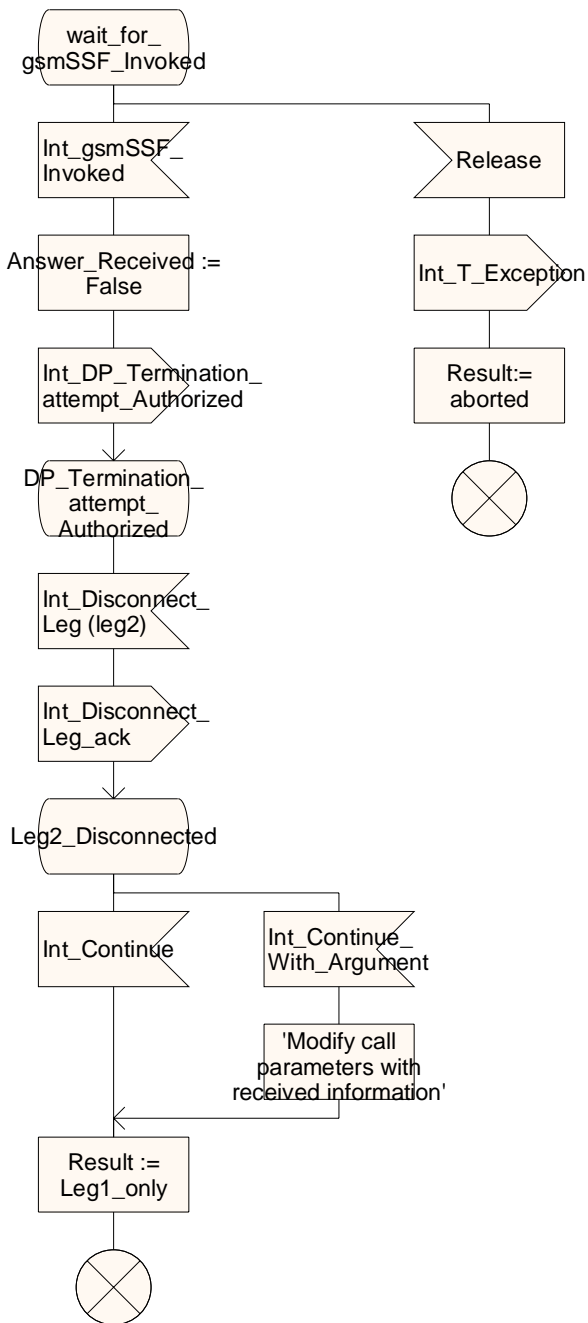 wait_for_
gsmSSF_Invoked
Int_gsmSSF_
Invoked
Release
Answer_Received :=
False
Int_T_Exception
Int_DP_Termination_
attempt_Authorized
Result:=
aborted
DP_Termination_
attempt_
Authorized
Int_Disconnect_
Leg (leg2)
Int_Disconnect_
Leg_ack
Leg2_Disconnected
Int_Continue
Int_Continue_
With_Argument
'Modify call
parameters with
received information'
Result :=
Leg1_only